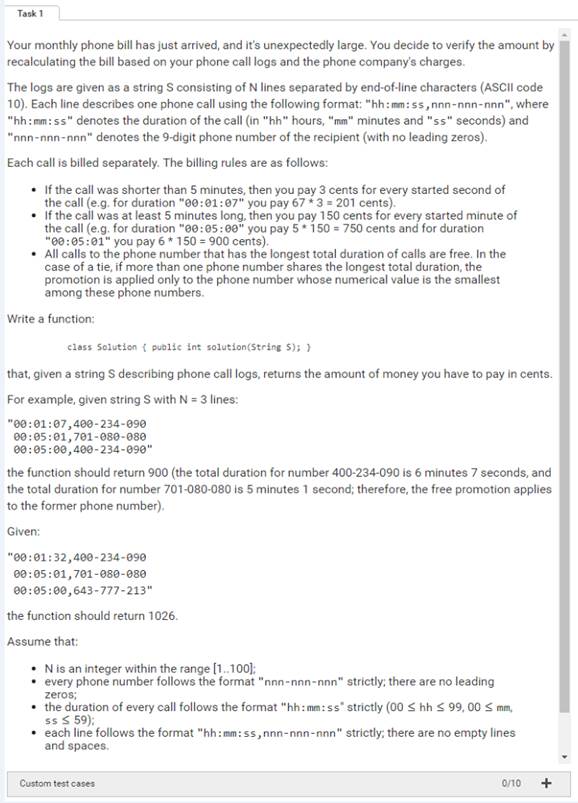 Task 1
Your monthly phone bill has just arrived, and it's unexpectedly large. You decide to verify the amount by
recalculating the bill based on your phone call logs and the phone company's charges.
The logs are given as a string S consisting of N lines separated by end-of-line characters (ASCII code
10). Each line describes one phone call using the following format: "hh:mm:ss,nnn-nnn-nnn", where
"hh:mm:ss" denotes the duration of the call (in "hh" hours, "mm" minutes and "ss" seconds) and
"nnn-nnn-nnn" denotes the 9-digit phone number of the recipient (with no leading zeros).
Each call is billed separately. The billing rules are as follows:
• If the call was shorter than 5 minutes, then you pay 3 cents for every started second of
the call (e.g. for duration "00:01:07" you pay 67 * 3 = 201 cents).
• If the call was at least 5 minutes long, then you pay 150 cents for every started minute of
the call (e.g. for duration "00:05:00" you pay 5 * 150 = 750 cents and for duration
"00:05:01" you pay 6 * 150 = 900 cents).
• All calls to the phone number that has the longest total duration of calls are free. In the
case of a tie, if more than one phone number shares the longest total duration, the
promotion is applied only to the phone number whose numerical value is the smallest
among these phone numbers.
Write a function:
class Solution { public int solution(String S); }
that, given a string S describing phone call logs, returns the amount of money you have to pay in cents.
For example, given string S with N = 3 lines:
"00:01:07,400-234-090
00:05:01,701-080-080
00:05:00,400-234-090"
the function should return 900 (the total duration for number 400-234-090 is 6 minutes 7 seconds, and
the total duration for number 701-080-080 is 5 minutes 1 second; therefore, the free promotion applies
to the former phone number).
Given:
"00:01:32,400-234-090
00:05:01,701-080-080
00:05:00,643-777-213"
the function should return 1026.
Assume that:
• N is an integer within the range [1..100];
• every phone number follows the format "nnn-nnn-nnn" strictly; there are no leading
zeros;
• the duration of every call follows the format "hh:mm:ss" strictly (00 ≤ hh ≤ 99, 00 ≤ mm,
ss ≤ 59);
• each line follows the format "hh:mm:ss,nnn-nnn-nnn" strictly; there are no empty lines
and spaces.
Custom test cases 0/10 +